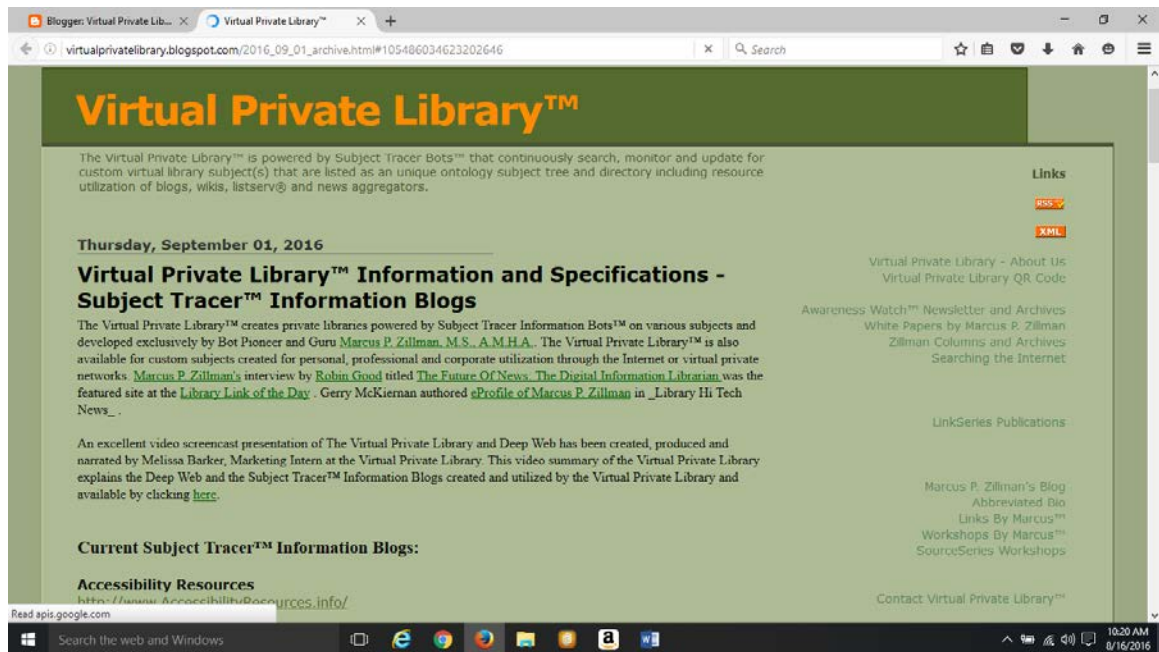 Blogger: Virtual Private Lib...
Virtual Private Library™
virtualprivatelibrary.blogspot.com/2016_09_01_archive.html#105486034623202646
Search
Virtual Private Library™
The Virtual Private Library™ is powered by Subject Tracer Bots™ that continuously search, monitor and update for
custom virtual library subject(s) that are listed as an unique ontology subject tree and directory including resource
utilization of blogs, wikis, listserv® and news aggregators.
Thursday, September 01, 2016
Virtual Private Library™ Information and Specifications -
Subject Tracer™ Information Blogs
The Virtual Private Library™ creates private libraries powered by Subject Tracer Information Bots™ on various subjects and
developed exclusively by Bot Pioneer and Guru Marcus P. Zillman, M.S., A.M.H.A.. The Virtual Private Library™ is also
available for custom subjects created for personal, professional and corporate utilization through the Internet or virtual private
networks. Marcus P. Zillman's interview by Robin Good titled The Future Of News: The Digital Information Librarian was the
featured site at the Library Link of the Day . Gerry McKiernan authored eProfile of Marcus P. Zillman in _Library Hi Tech
News_ .
An excellent video screencast presentation of The Virtual Private Library and Deep Web has been created, produced and
narrated by Melissa Barker, Marketing Intern at the Virtual Private Library. This video summary of the Virtual Private Library
explains the Deep Web and the Subject Tracer™ Information Blogs created and utilized by the Virtual Private Library and
available by clicking here.
Current Subject Tracer™ Information Blogs:
Accessibility Resources
http://www.AccessibilityResources.info/
Links
RSS
XML
Virtual Private Library - About Us
Virtual Private Library QR Code
Awareness Watch™ Newsletter and Archives
White Papers by Marcus P. Zillman
Zillman Columns and Archives
Searching the Internet
LinkSeries Publications
Marcus P. Zillman's Blog
Abbreviated Bio
Links By Marcus™
Workshops By Marcus™
SourceSeries Workshops
Contact Virtual Private Library™
Read apis.google.com
Search the web and Windows
10:20 AM
8/16/2016